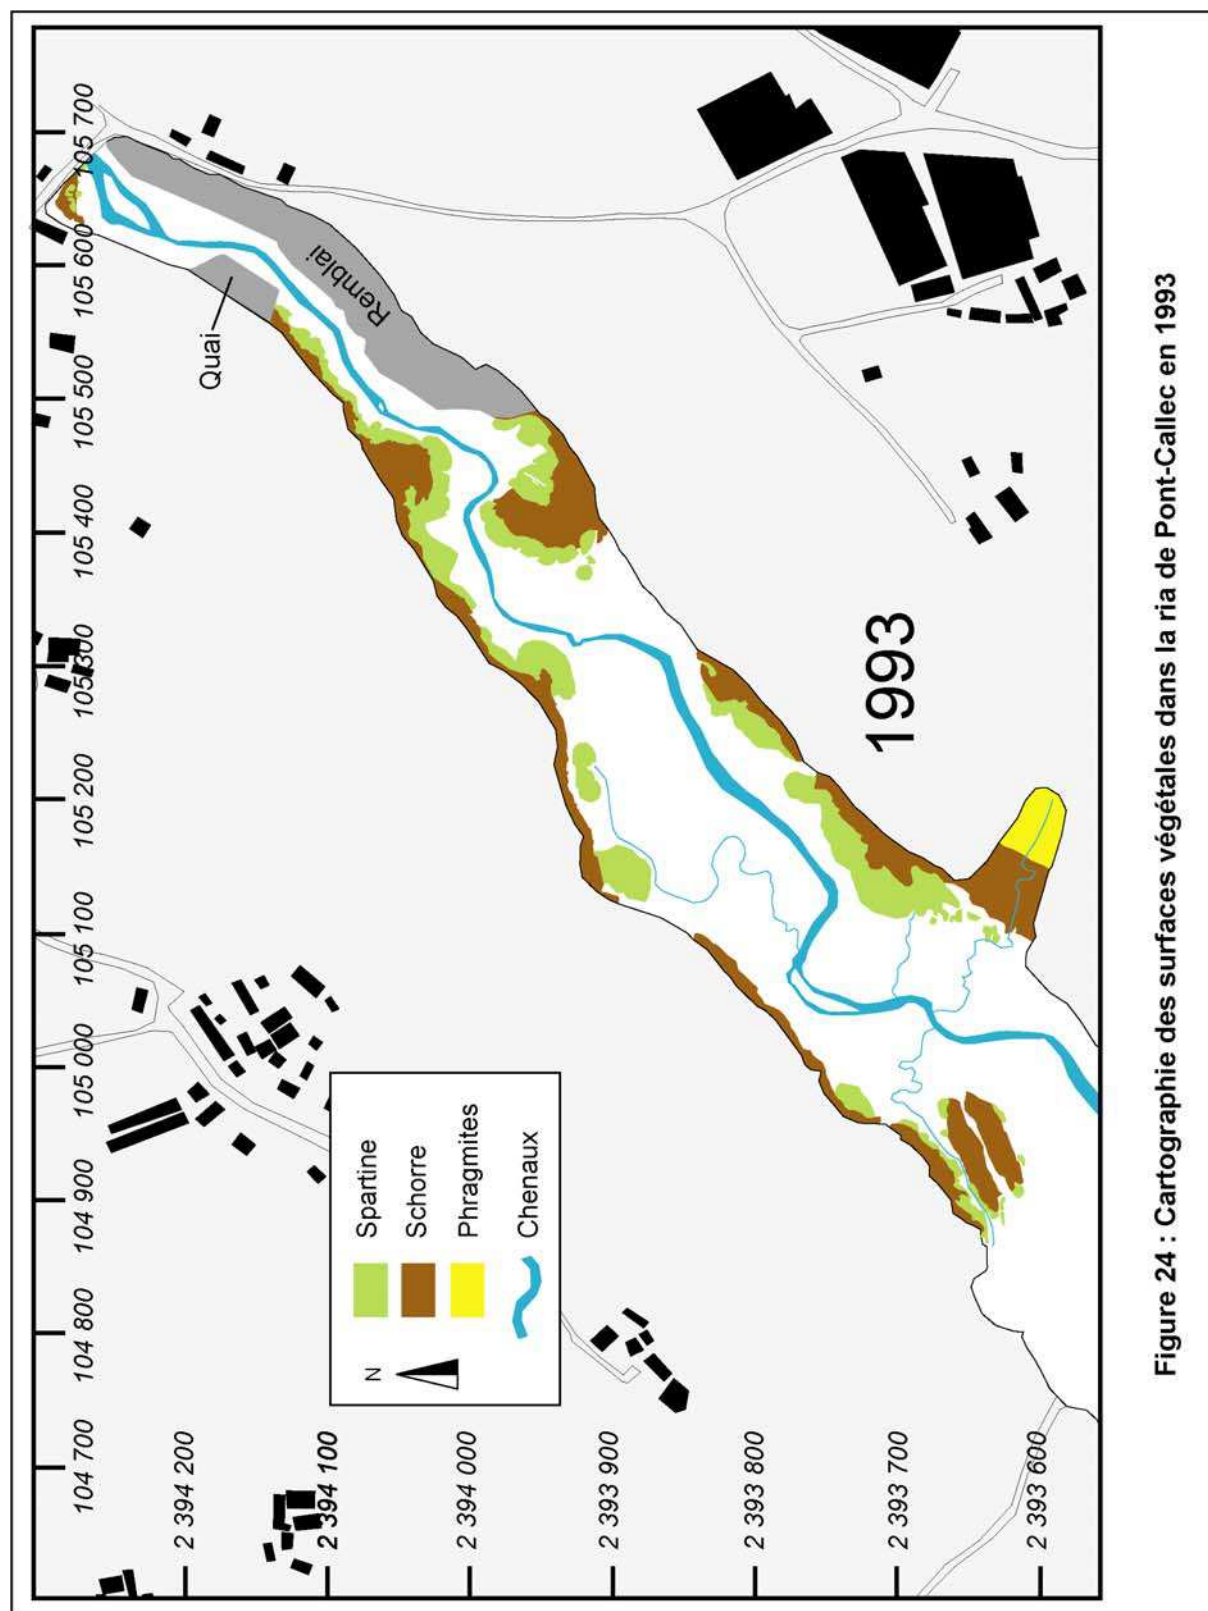 104 700
104 800
104 900
105 000
105 100
105 200
105 300
105 400
105 500
105 600
105 700
2 394 200
2 394 100
2 394 000
2 393 900
2 393 800
2 393 700
2 393 600
Quai
Remblai
1993
N
Spartine
Schorre
Phragmites
Chenaux
Figure 24 : Cartographie des surfaces végétales dans la ria de Pont-Callec en 1993